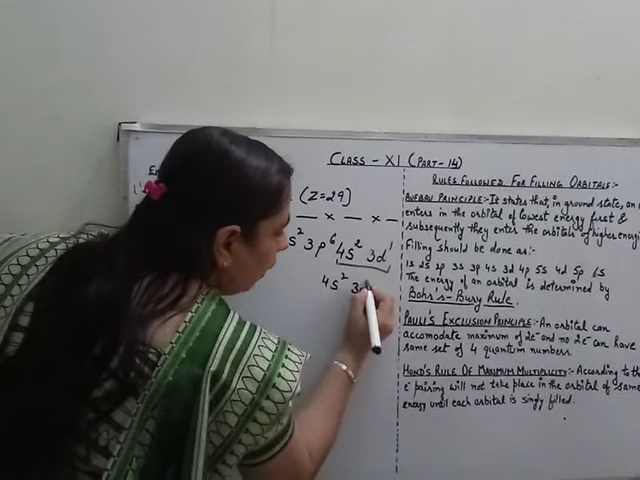 CLASS - XI (PART-14)
(Z=29)
— × — × —
s² 3p⁶ 4s² 3d¹
4s² 3d
RULES FOLLOWED FOR FILLING ORBITALS:-
AUFBAU PRINCIPLE:- It states that, in ground state, an e
enters in the orbital of lowest energy first &
subsequently they enter the orbitals of higher energi
Filling should be done as:-
1s 2s 2p 3s 3p 4s 3d 4p 5s 4d 5p 6s
The energy of an orbital is determined by
Bohr's-Bury Rule.
PAULI'S EXCLUSION PRINCIPLE:- An orbital can
accomodate maximum of 2e⁻ and no 2e⁻ can have
same set of 4 quantum numbers.
HUND'S RULE OF MAXIMUM MULTIPLICITY:- According to th
e⁻ pairing will not take place in the orbital of same
energy until each orbital is singly filled.